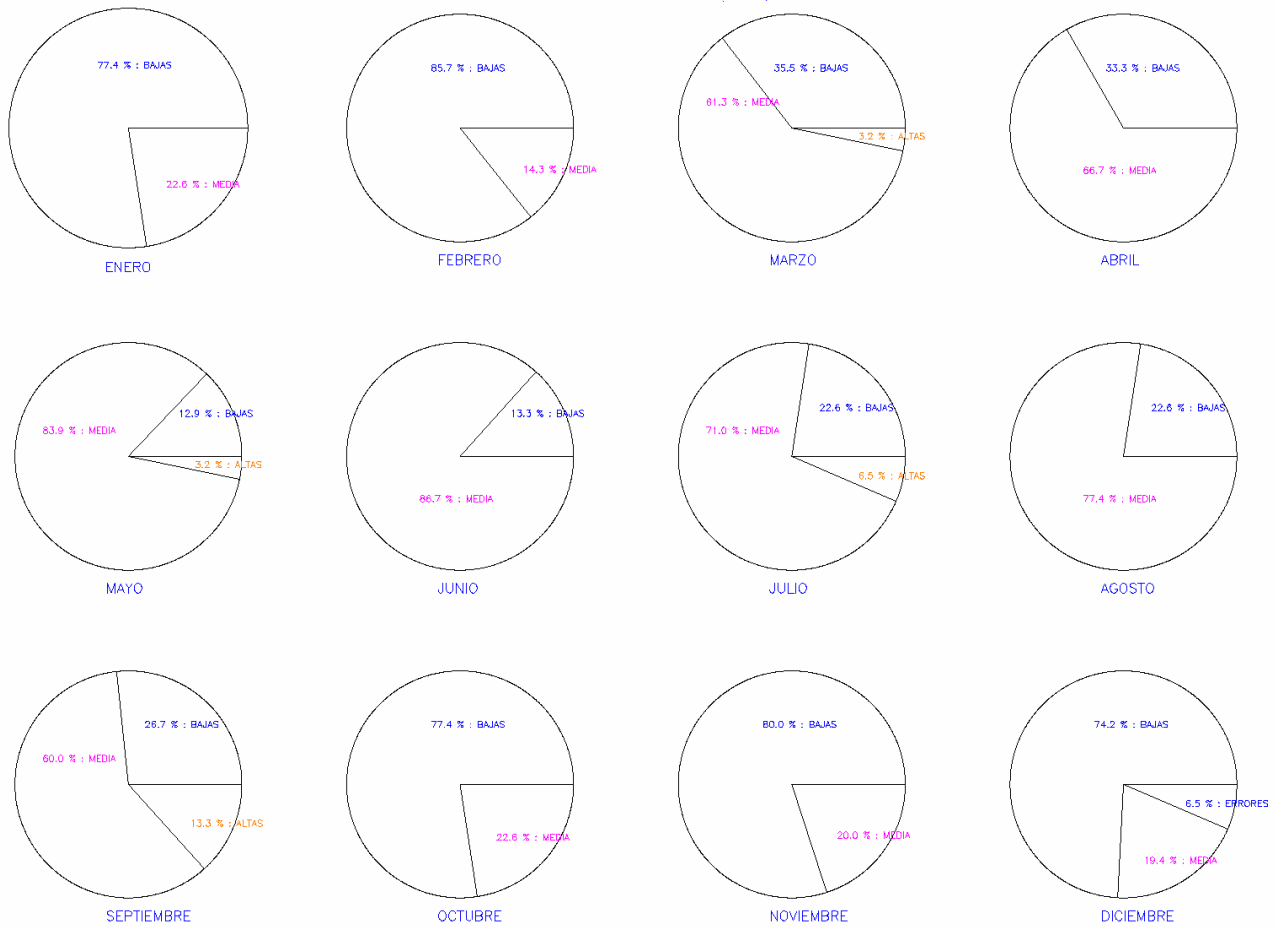 77.4 % : BAJAS
22.6 % : MEDIA
ENERO
85.7 % : BAJAS
14.3 % : MEDIA
FEBRERO
35.5 % : BAJAS
61.3 % : MEDIA
3.2 % : ALTAS
MARZO
33.3 % : BAJAS
66.7 % : MEDIA
ABRIL
12.9 % : BAJAS
83.9 % : MEDIA
3.2 % : ALTAS
MAYO
13.3 % : BAJAS
86.7 % : MEDIA
JUNIO
22.6 % : BAJAS
71.0 % : MEDIA
6.5 % : ALTAS
JULIO
22.6 % : BAJAS
77.4 % : MEDIA
AGOSTO
26.7 % : BAJAS
60.0 % : MEDIA
13.3 % : ALTAS
SEPTIEMBRE
77.4 % : BAJAS
22.6 % : MEDIA
OCTUBRE
80.0 % : BAJAS
20.0 % : MEDIA
NOVIEMBRE
74.2 % : BAJAS
6.5 % : ERRORES
19.4 % : MEDIA
DICIEMBRE